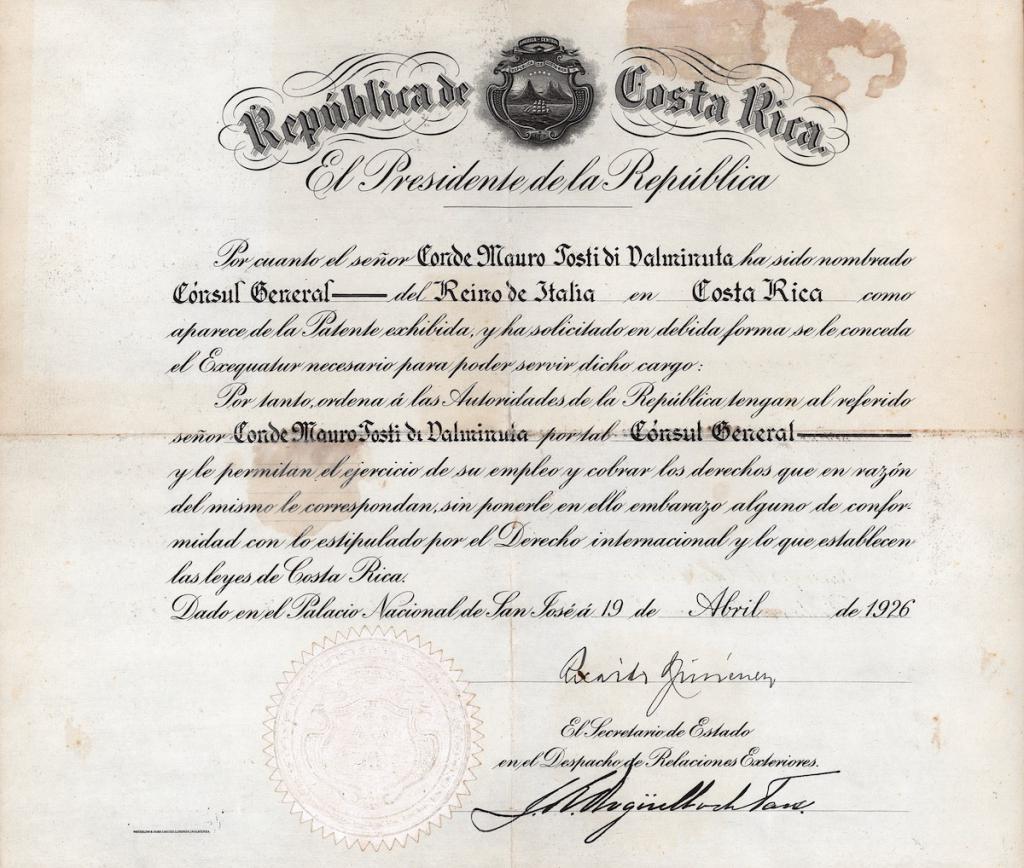 República de Costa Rica.
El Presidente de la República
Por cuanto el señor Conde Mauro Tosti di Valminuta ha sido nombrado
Cónsul General del Reino de Italia en Costa Rica como
aparece de la Patente exhibida, y ha solicitado en debida forma se le conceda
el Exequatur necesario para poder servir dicho cargo:
Por tanto, ordena á las Autoridades de la República, tengan al referido
señor Conde Mauro Tosti di Valminuta por tal Cónsul General
y le permitan el ejercicio de su empleo y cobrar los derechos que en razón
del mismo le correspondan, sin ponerle en ello embarazo alguno de confor-
midad con lo estipulado por el Derecho internacional y lo que establecen
las leyes de Costa Rica.
Dado en el Palacio Nacional de San José á 19 de Abril de 1926
Ricardo Jiménez
El Secretario de Estado
en el Despacho de Relaciones Exteriores.